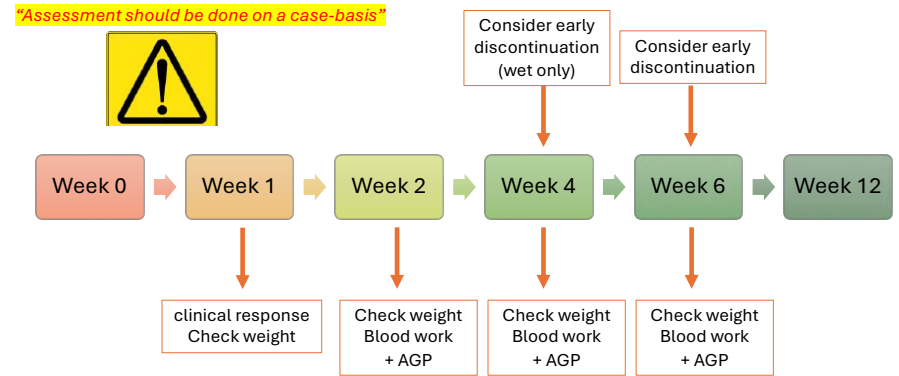 “Assessment should be done on a case-basis”
Consider early
discontinuation
(wet only)
Consider early
discontinuation
Week 0
Week 1
Week 2
Week 4
Week 6
Week 12
clinical response
Check weight
Check weight
Blood work
+ AGP
Check weight
Blood work
+ AGP
Check weight
Blood work
+ AGP